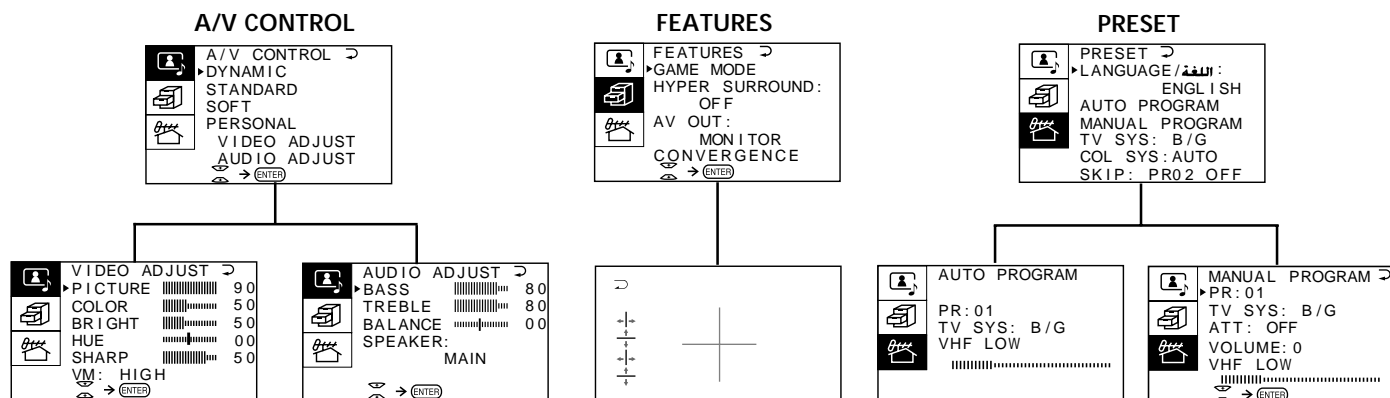 A/V CONTROL
A/V CONTROL
DYNAMIC
STANDARD
SOFT
PERSONAL
VIDEO ADJUST
AUDIO ADJUST
ENTER
VIDEO ADJUST
PICTURE 90
COLOR 50
BRIGHT 50
HUE 00
SHARP 50
VM: HIGH
ENTER
AUDIO ADJUST
BASS 80
TREBLE 80
BALANCE 00
SPEAKER:
MAIN
ENTER
FEATURES
FEATURES
GAME MODE
HYPER SURROUND:
OFF
AV OUT:
MONITOR
CONVERGENCE
ENTER
PRESET
PRESET
LANGUAGE/اللغة:
ENGLISH
AUTO PROGRAM
MANUAL PROGRAM
TV SYS: B/G
COL SYS:AUTO
SKIP: PR02 OFF
AUTO PROGRAM
PR:01
TV SYS: B/G
VHF LOW
MANUAL PROGRAM
PR:01
TV SYS: B/G
ATT: OFF
VOLUME: 0
VHF LOW
ENTER